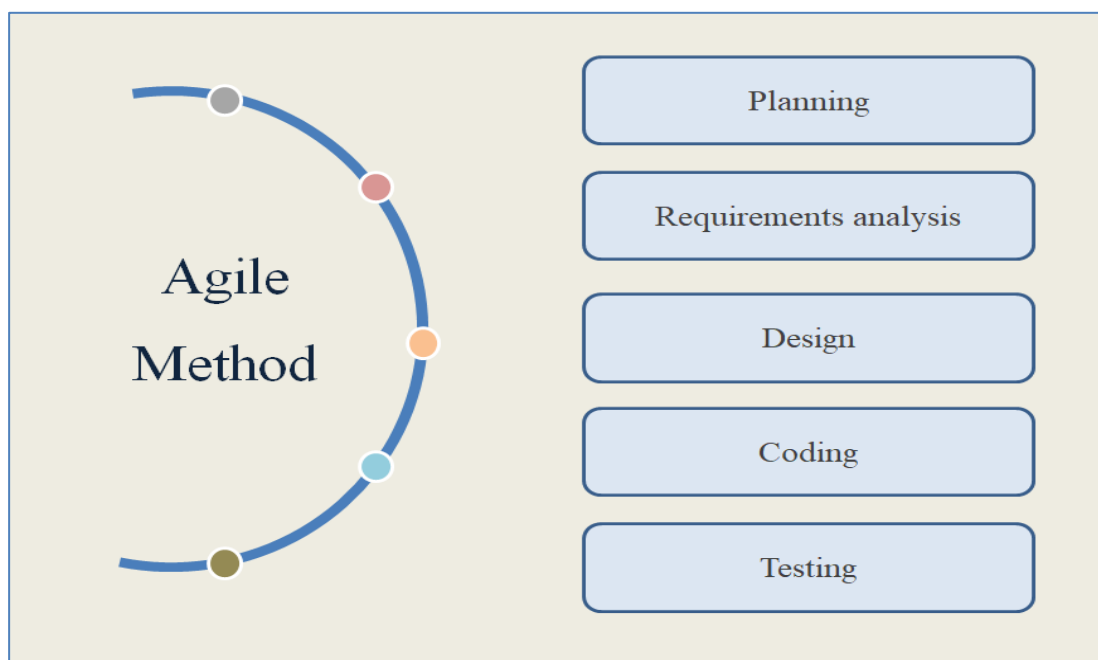 Agile
Method
Planning
Requirements analysis
Design
Coding
Testing